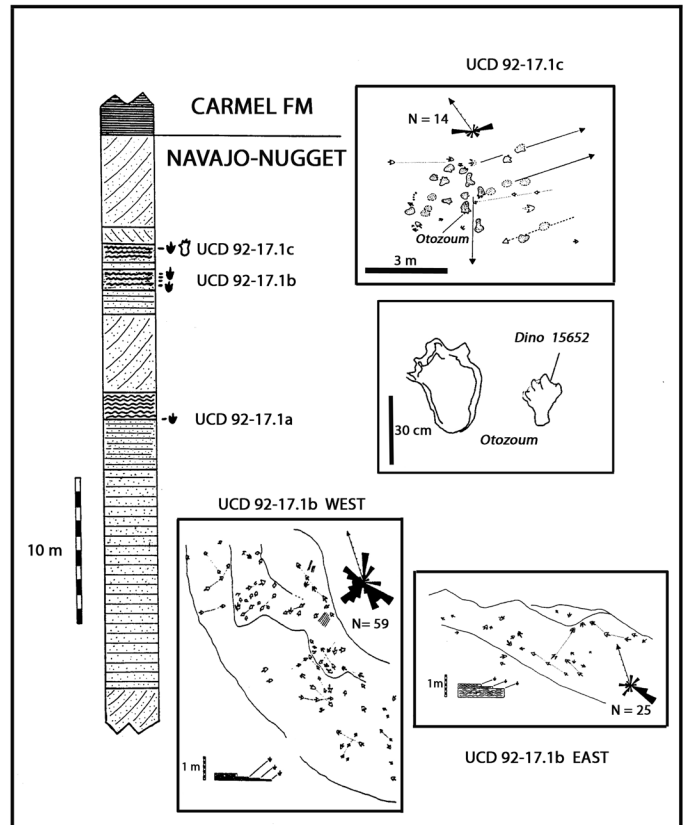 UCD 92-17.1c
CARMEL FM
N = 14
NAVAJO-NUGGET
UCD 92-17.1c
UCD 92-17.1b
Otozoum
3 m
Dino 15652
30 cm
Otozoum
UCD 92-17.1a
UCD 92-17.1b WEST
10 m
N= 59
1 m
1m
N = 25
UCD 92-17.1b EAST